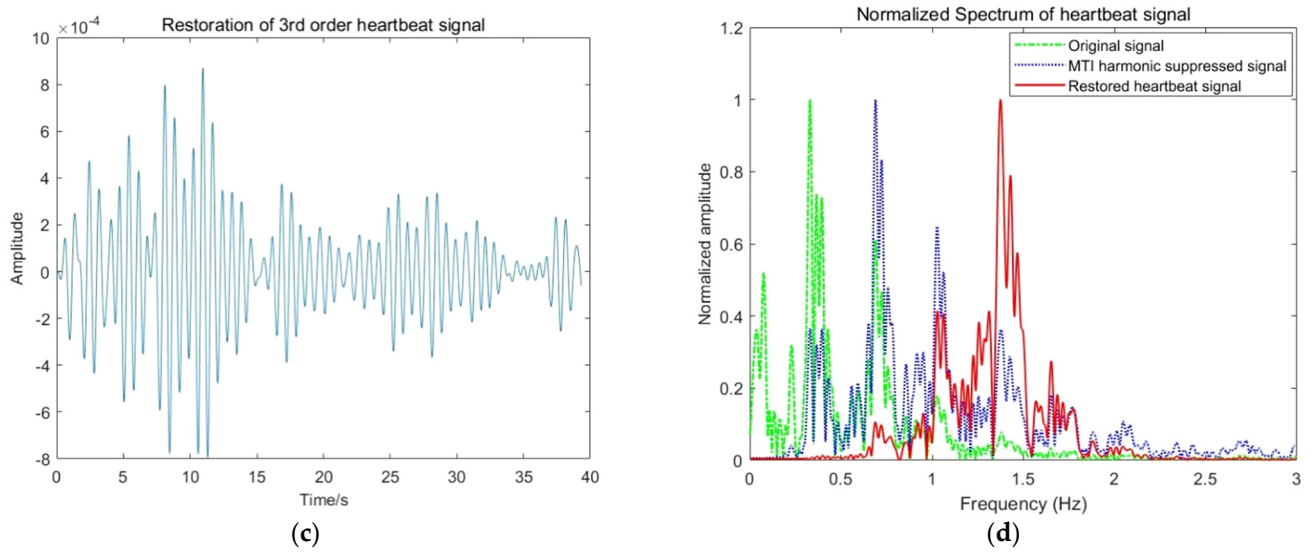 Restoration of 3rd order heartbeat signal
×10⁻⁴
10
8
6
4
2
0
-2
-4
-6
-8
Amplitude
0 5 10 15 20 25 30 35 40
Time/s
(c)
Normalized Spectrum of heartbeat signal
1.2
1
0.8
0.6
0.4
0.2
0
Normalized amplitude
Original signal
MTI harmonic suppressed signal
Restored heartbeat signal
0 0.5 1 1.5 2 2.5 3
Frequency (Hz)
(d)